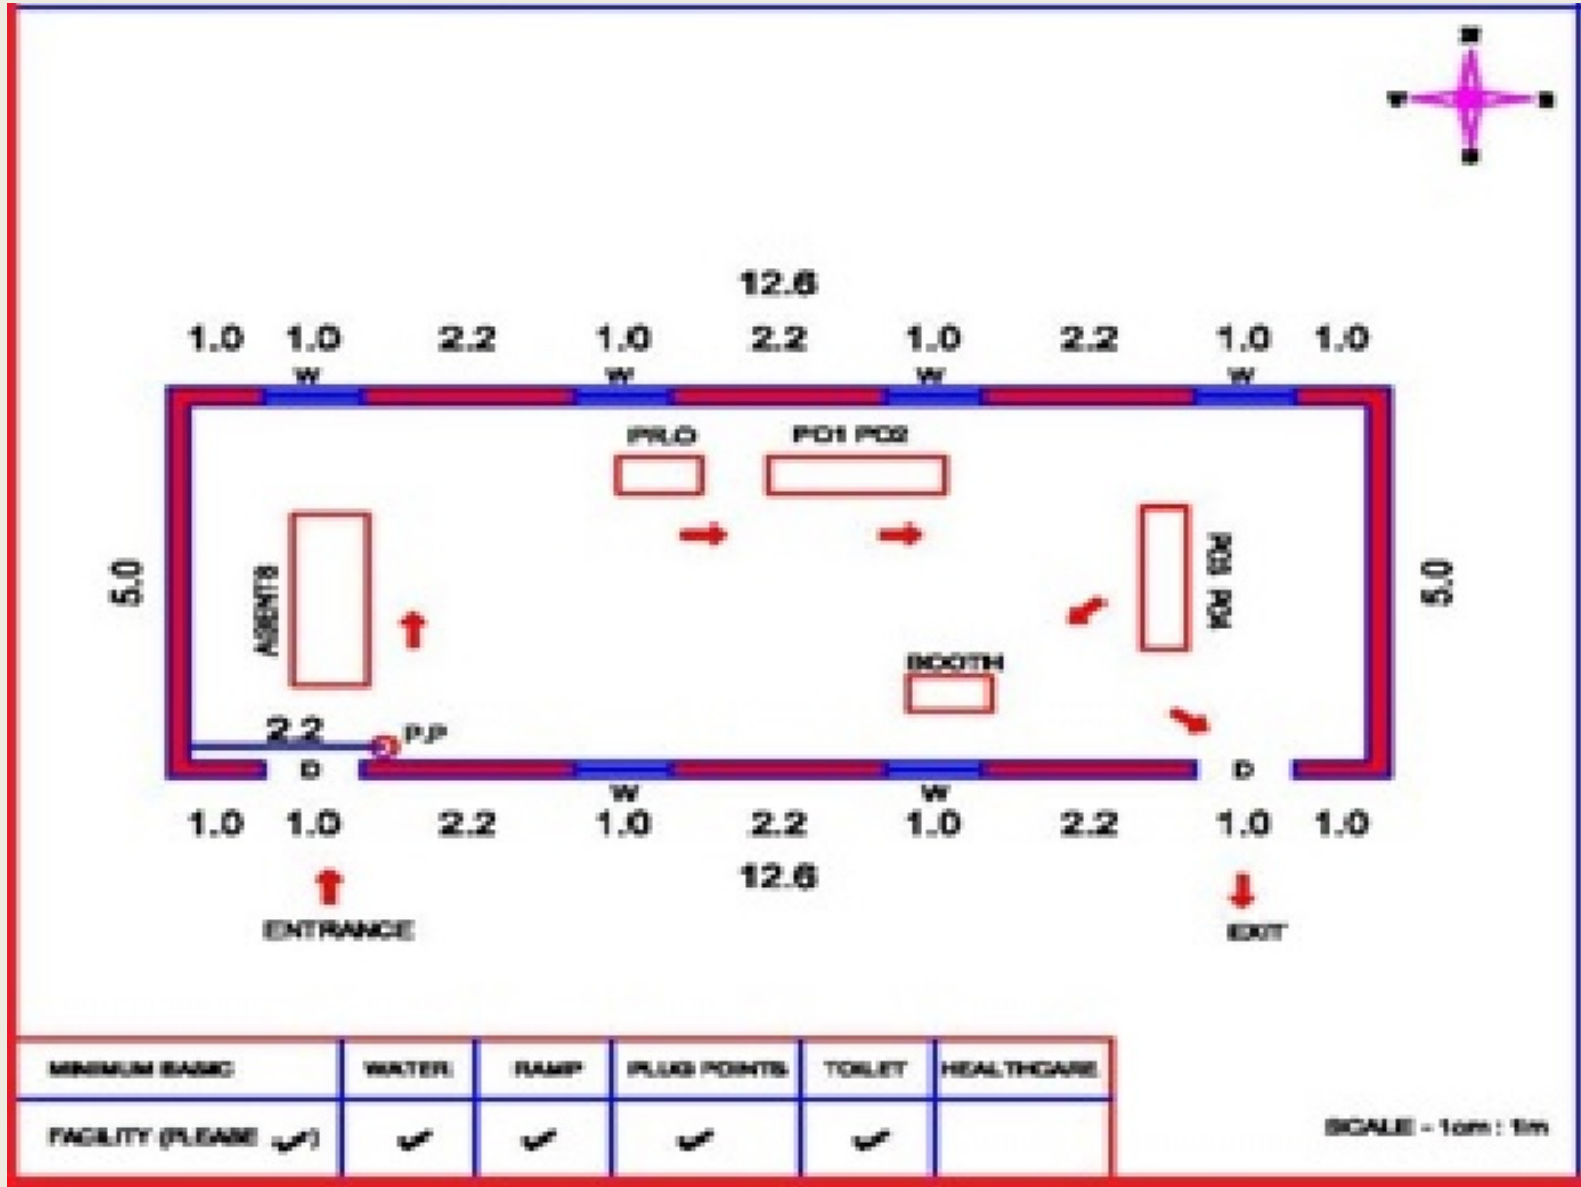 12.6
1.0 1.0 2.2 1.0 2.2 1.0 2.2 1.0 1.0
W W W W
PR.O PO1 PO2
5.0 AGENTS PO3 PO4 5.0
BOOTH
2.2 P.P
D D
W W
1.0 1.0 2.2 1.0 2.2 1.0 2.2 1.0 1.0
12.6
ENTRANCE EXIT
MINIMUM BASIC WATER RAMP PLUG POINTS TOILET HEALTHCARE
FACILITY (PLEASE ✓) ✓ ✓ ✓ ✓
SCALE - 1cm : 1m